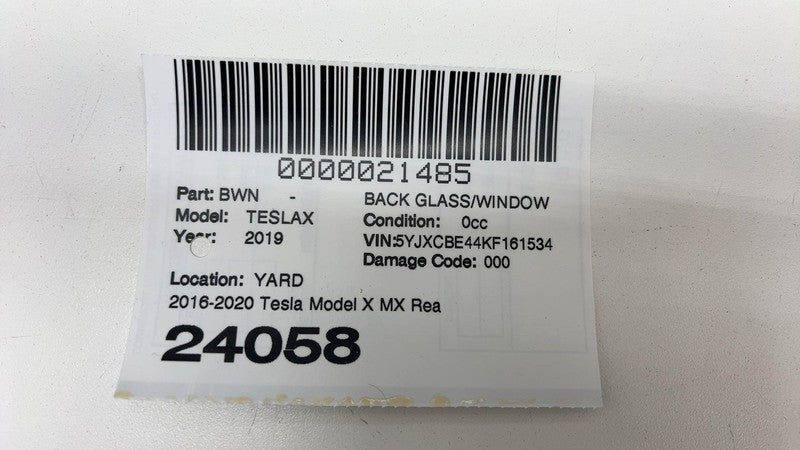 0000021485
Part: BWN - BACK GLASS/WINDOW
Model: TESLAX Condition: 0cc
Year: 2019 VIN:5YJXCBE44KF161534
Damage Code: 000
Location: YARD
2016-2020 Tesla Model X MX Rea
24058